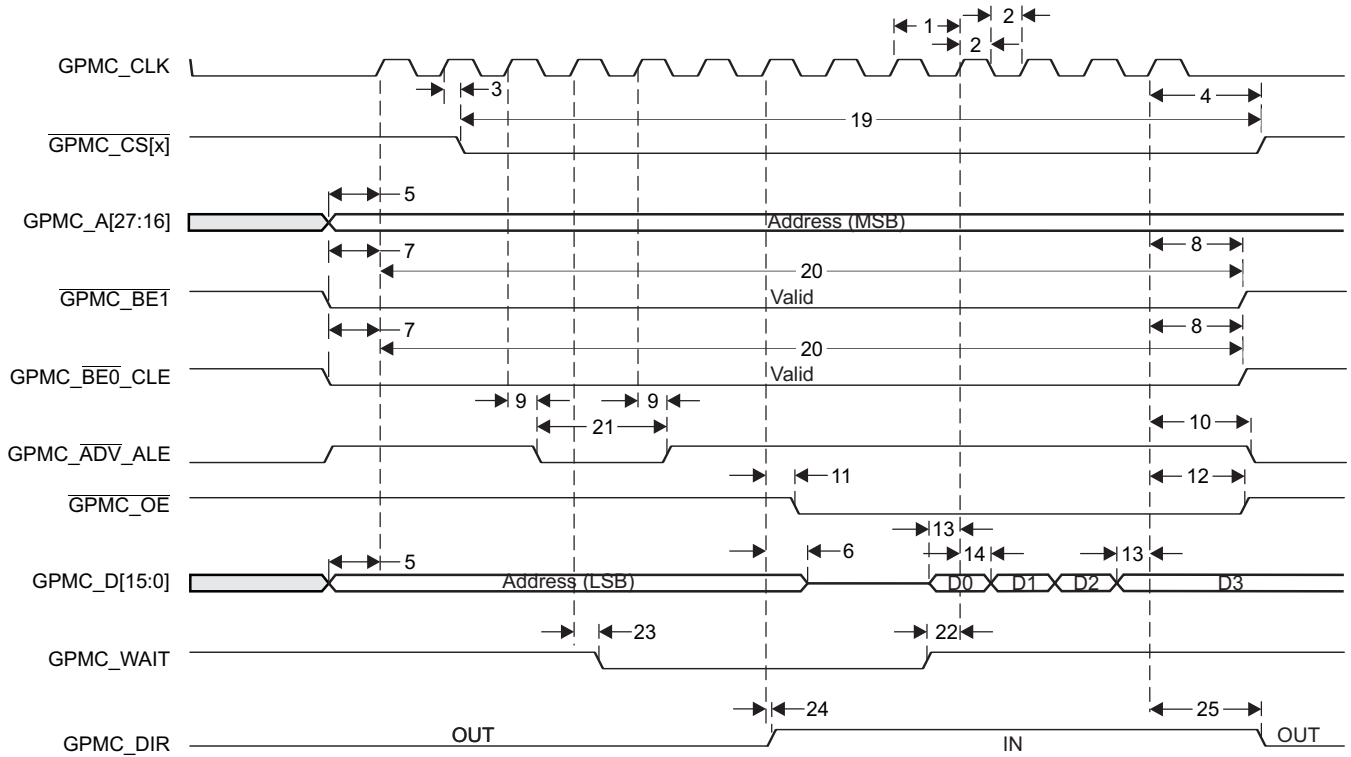 1
2
2
GPMC_CLK
3
4
19
GPMC_CS[x]
5
GPMC_A[27:16]
Address (MSB)
7
8
20
GPMC_BE1
Valid
7
8
20
GPMC_BE0_CLE
Valid
9
9
21
10
GPMC_ADV_ALE
11
12
GPMC_OE
13
5
6
14
13
GPMC_D[15:0]
Address (LSB)
D0
D1
D2
D3
23
22
GPMC_WAIT
24
25
GPMC_DIR
OUT
IN
OUT